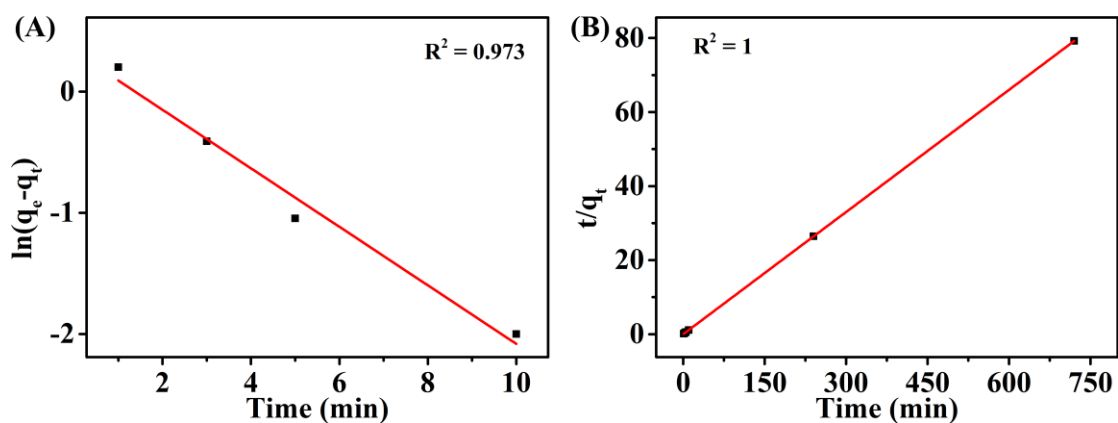 (A)
R² = 0.973
ln(qₑ-qₜ)
0
-1
-2
2 4 6 8 10
Time (min)
(B)
R² = 1
t/qₜ
80
60
40
20
0
0 150 300 450 600 750
Time (min)